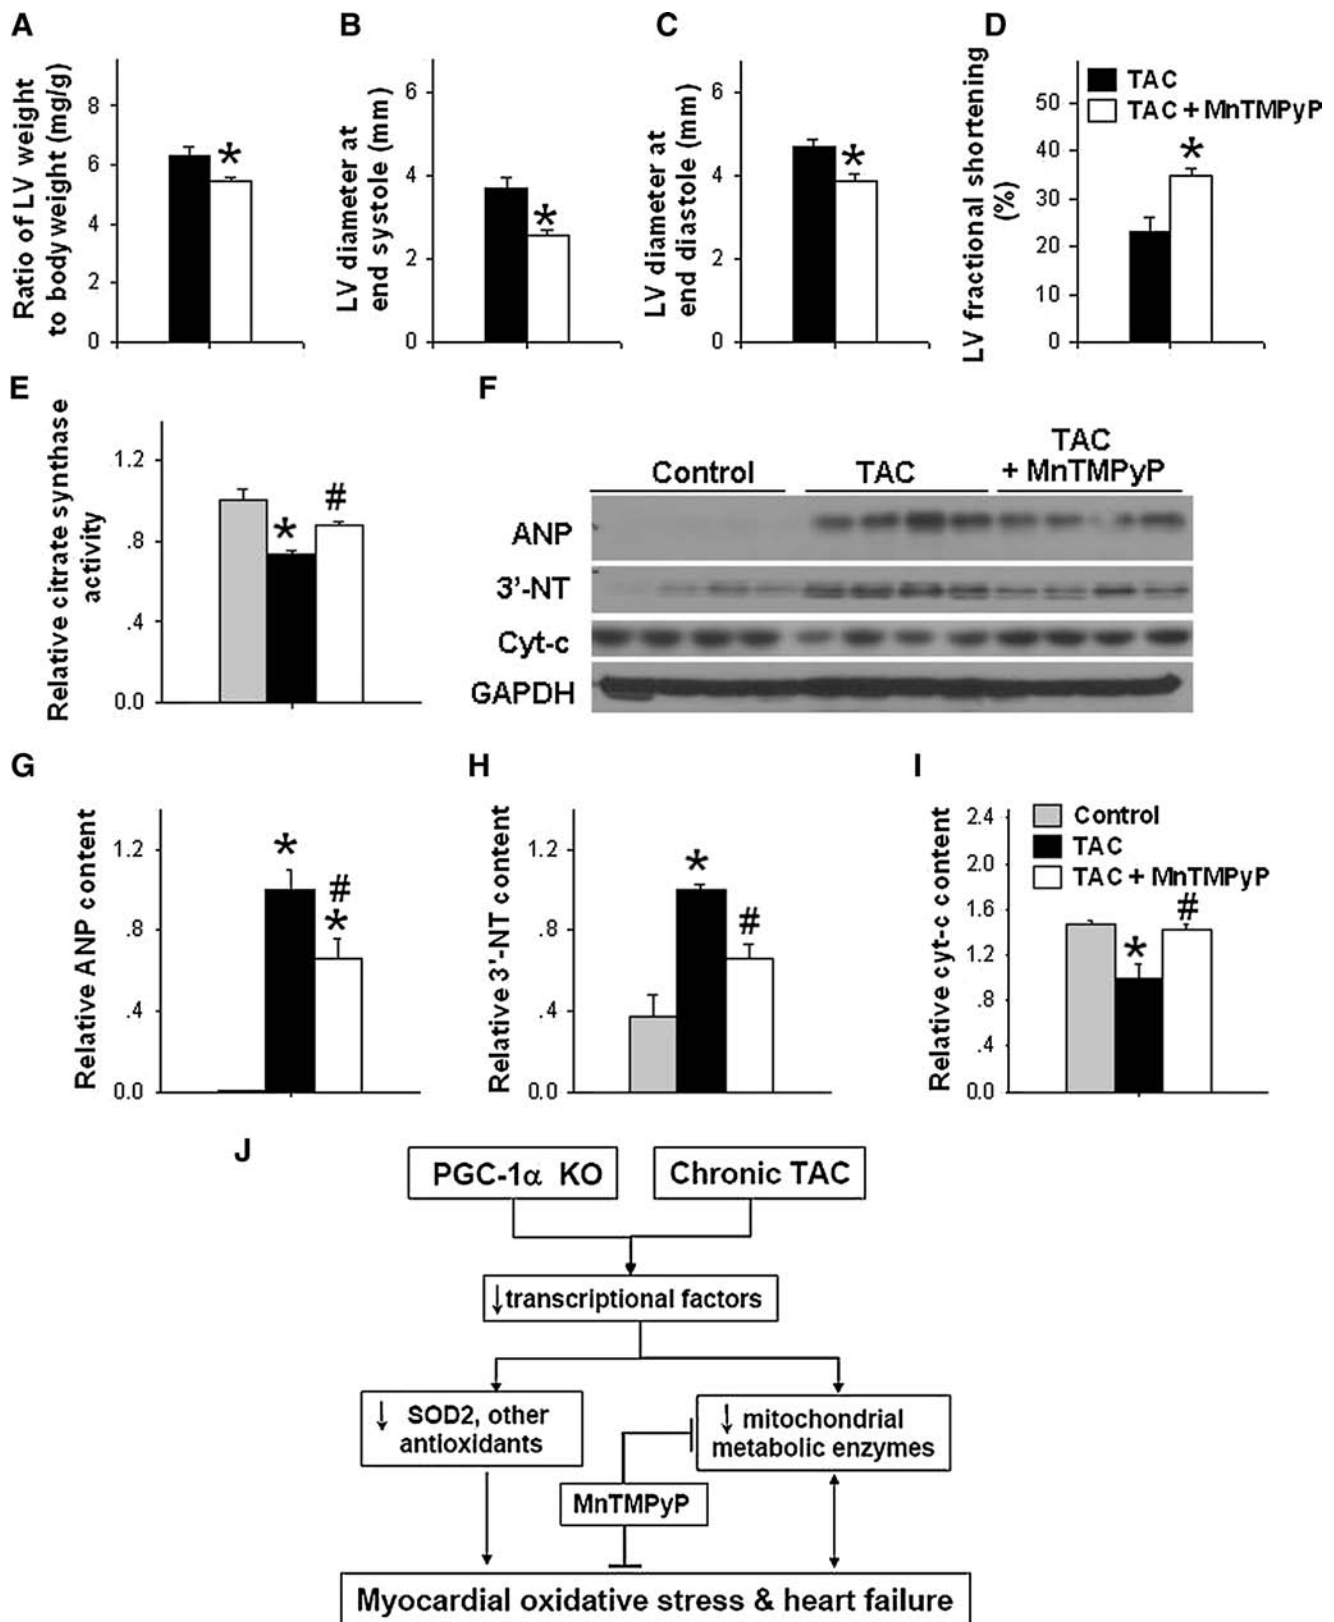 A
Ratio of LV weight
to bodyweight (mg/g)
8
6
4
2
0
*
B
LV diameter at
end systole (mm)
6
4
2
0
*
C
LV diameter at
end diastole (mm)
6
4
2
0
*
D
LV fractional shortening
(%)
50
40
30
20
10
0
TAC
TAC + MnTMPyP
*
E
Relative citrate synthase
activity
1.2
.8
.4
0.0
*
#
F
Control
TAC
TAC
+ MnTMPyP
ANP
3'-NT
Cyt-c
GAPDH
G
Relative ANP content
1.2
.8
.4
0.0
*
#
*
H
Relative 3'-NT content
1.2
.8
.4
0.0
*
#
I
Relative cyt-c content
2.4
2.0
1.6
1.2
.8
.4
0.0
Control
TAC
TAC + MnTMPyP
*
#
J
PGC-1α KO
Chronic TAC
↓transcriptional factors
↓ SOD2, other
antioxidants
↓ mitochondrial
metabolic enzymes
MnTMPyP
Myocardial oxidative stress & heart failure